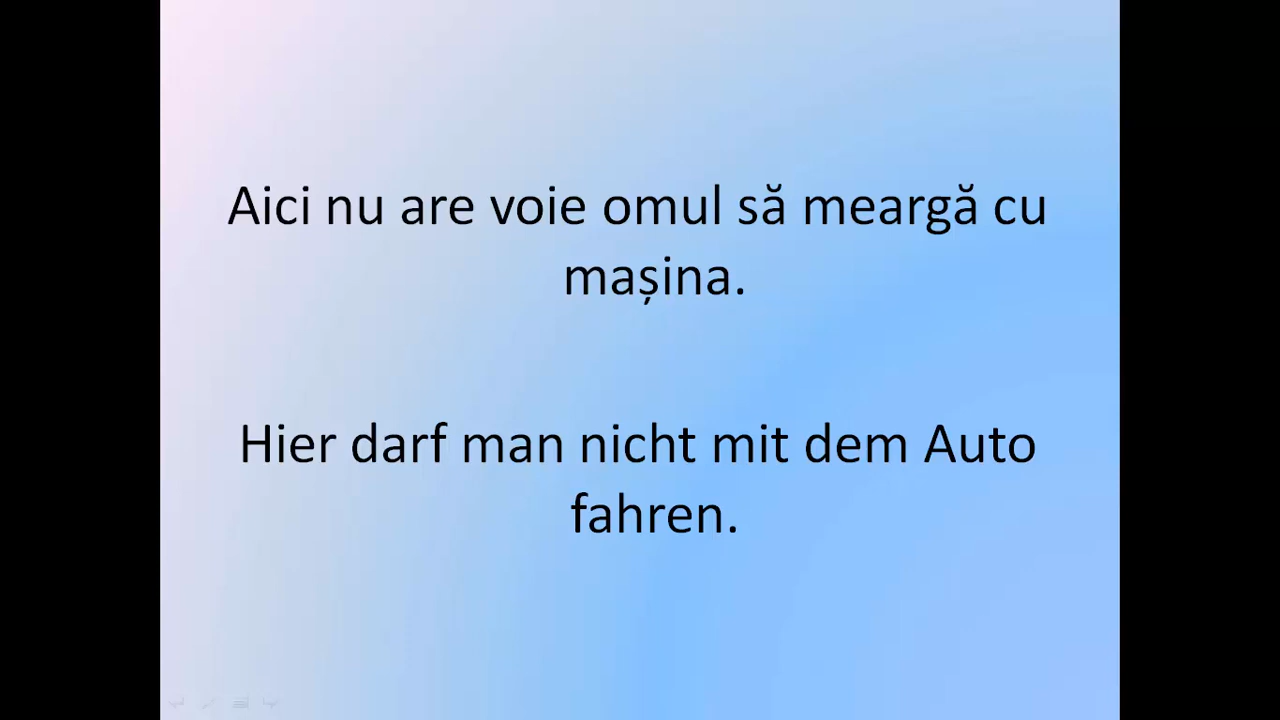 Aici nu are voie omul să meargă cu
mașina.
Hier darf man nicht mit dem Auto
fahren.